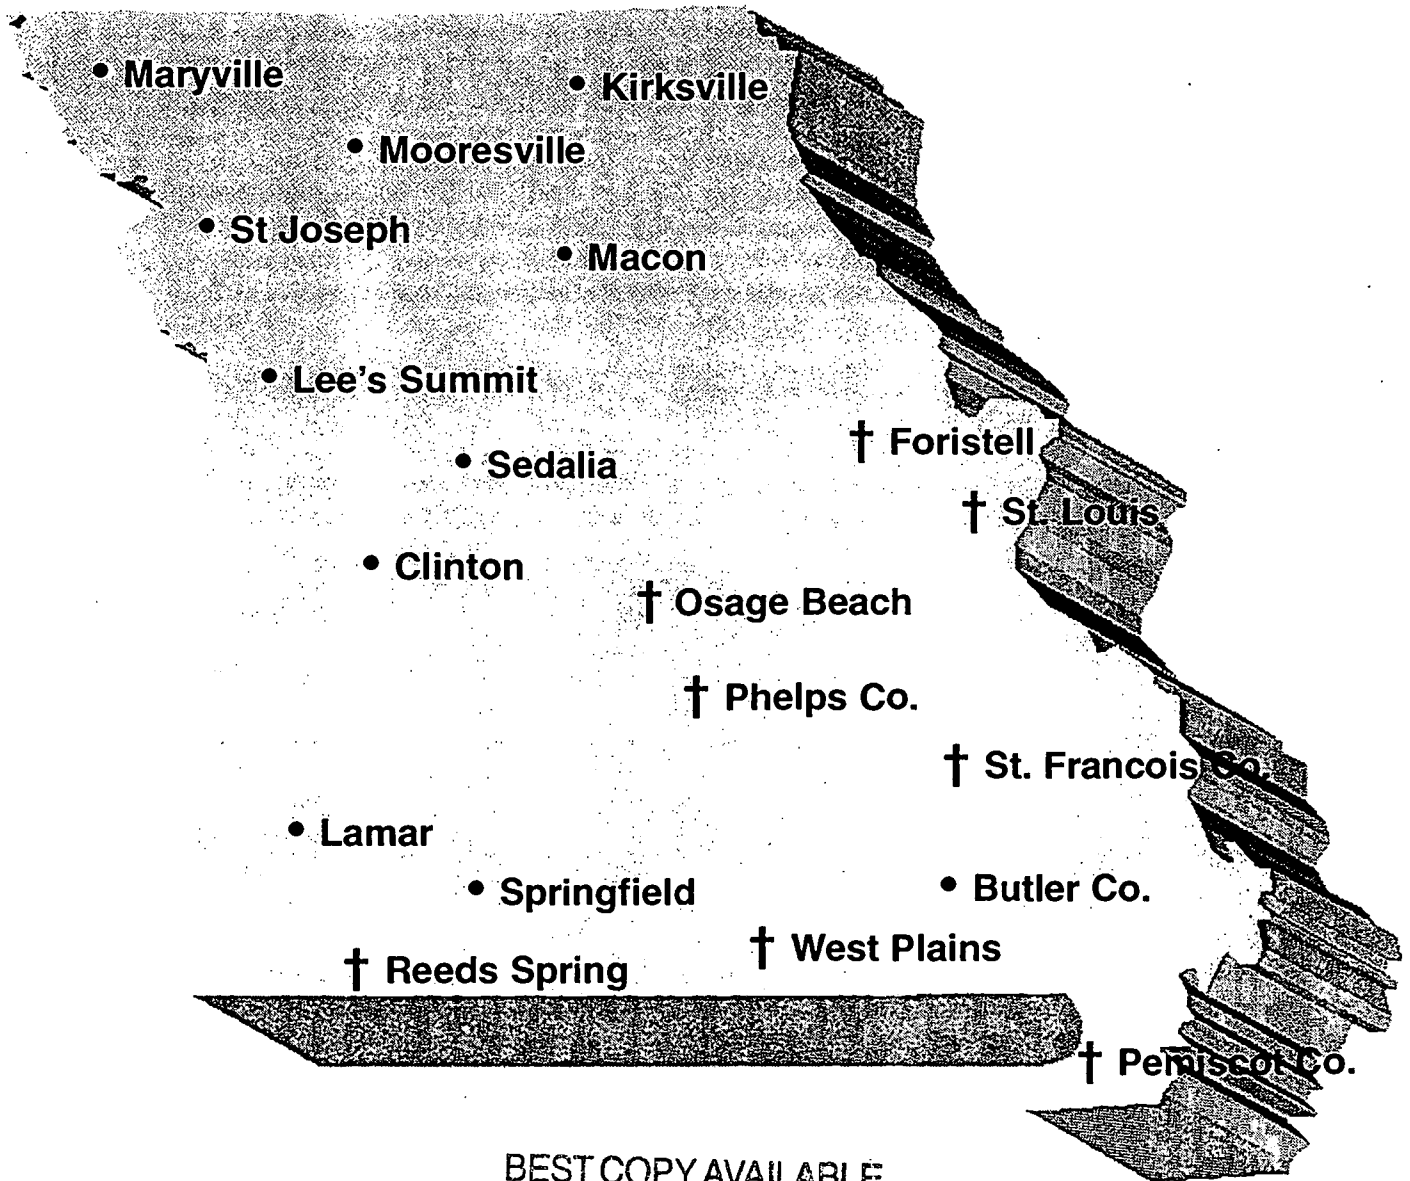 • Maryville
• Kirksville
• Mooresville
• St Joseph
• Macon
• Lee's Summit
† Foristell
• Sedalia
† St. Louis
• Clinton
† Osage Beach
† Phelps Co.
† St. Francois Co.
• Lamar
• Springfield
• Butler Co.
† West Plains
† Reeds Spring
† Pemiscot Co.
BEST COPY AVAILABLE